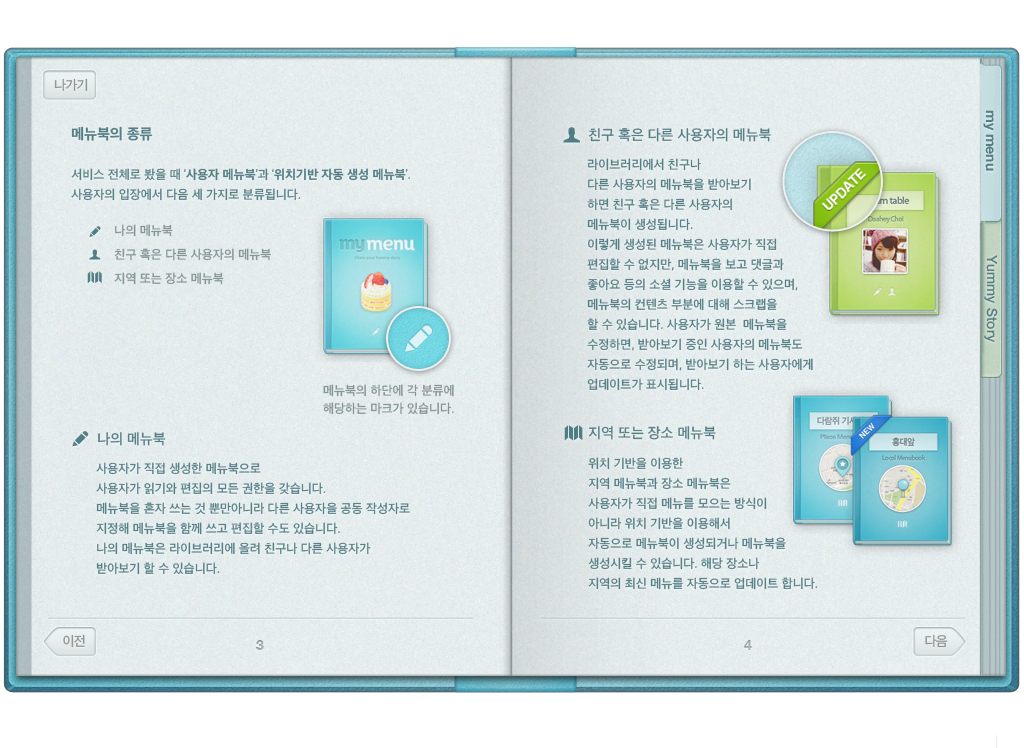 나가기
메뉴북의 종류
서비스 전체로 봤을 때 '사용자 메뉴북'과 '위치기반 자동 생성 메뉴북'.
사용자의 입장에서 다음 세 가지로 분류됩니다.
나의 메뉴북
친구 혹은 다른 사용자의 메뉴북
지역 또는 장소 메뉴북
my menu
메뉴북의 하단에 각 분류에
해당하는 마크가 있습니다.
나의 메뉴북
사용자가 직접 생성한 메뉴북으로
사용자가 읽기와 편집의 모든 권한을 갖습니다.
메뉴북을 혼자 쓰는 것 뿐만아니라 다른 사용자을 공동 작성자로
지정해 메뉴북을 함께 쓰고 편집할 수도 있습니다.
나의 메뉴북은 라이브러리에 올려 친구나 다른 사용자가
받아보기 할 수 있습니다.
이전
3
친구 혹은 다른 사용자의 메뉴북
라이브러리에서 친구나
다른 사용자의 메뉴북을 받아보기
하면 친구 혹은 다른 사용자의
메뉴북이 생성됩니다.
이렇게 생성된 메뉴북은 사용자가 직접
편집할 수 없지만, 메뉴북을 보고 댓글과
좋아요 등의 소셜 기능을 이용할 수 있으며,
메뉴북의 컨텐츠 부분에 대해 스크랩을
할 수 있습니다. 사용자가 원본 메뉴북을
수정하면, 받아보기 중인 사용자의 메뉴북도
자동으로 수정되며, 받아보기 하는 사용자에게
업데이트가 표시됩니다.
UPDATE
m table
Daahey Choi
지역 또는 장소 메뉴북
위치 기반을 이용한
지역 메뉴북과 장소 메뉴북은
사용자가 직접 메뉴를 모으는 방식이
아니라 위치 기반을 이용해서
자동으로 메뉴북이 생성되거나 메뉴북을
생성시킬 수 있습니다. 해당 장소나
지역의 최신 메뉴를 자동으로 업데이트 합니다.
다람쥐
Place
NEW
홍대앞
Local Menubook
4
다음
my menu
Yummy Story